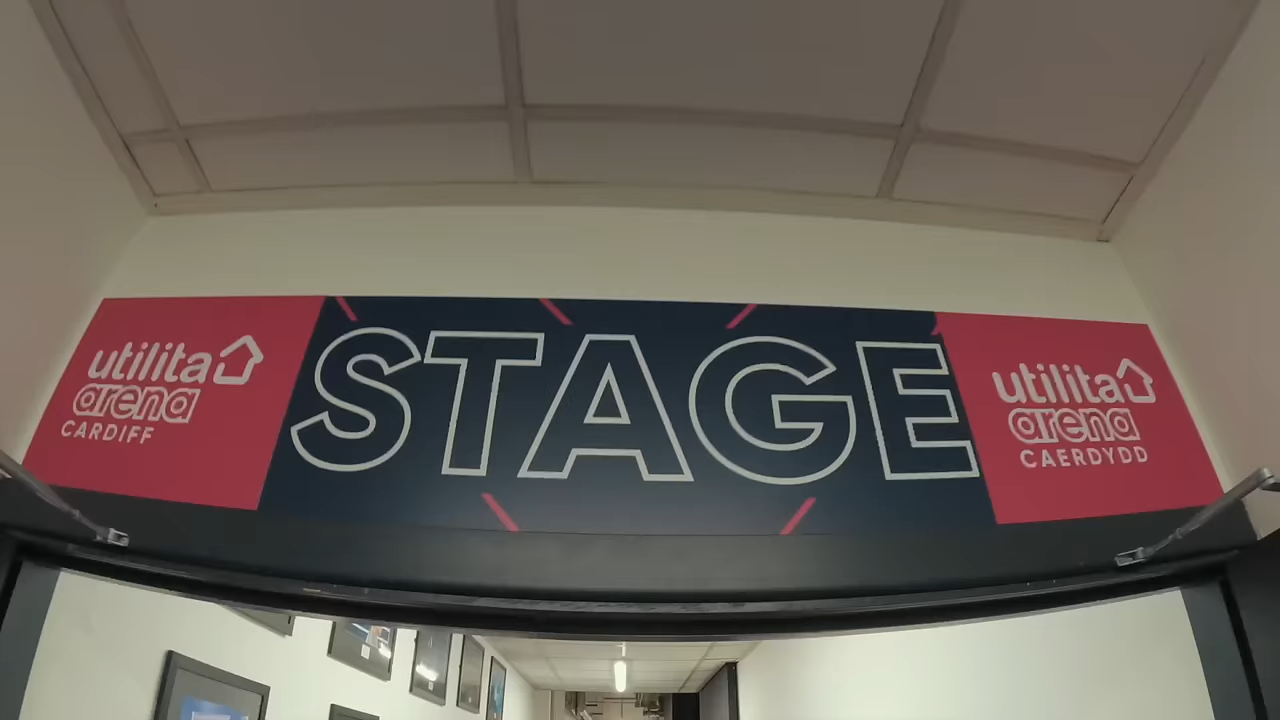 utilita
arena
CARDIFF
STAGE
utilita
arena
CAERDYDD